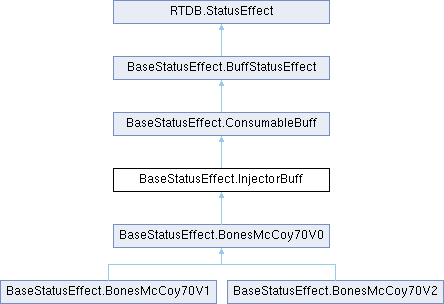 RTDB.StatusEffect
BaseStatusEffect.BuffStatusEffect
BaseStatusEffect.ConsumableBuff
BaseStatusEffect.InjectorBuff
BaseStatusEffect.BonesMcCoy70V0
BaseStatusEffect.BonesMcCoy70V1
BaseStatusEffect.BonesMcCoy70V2